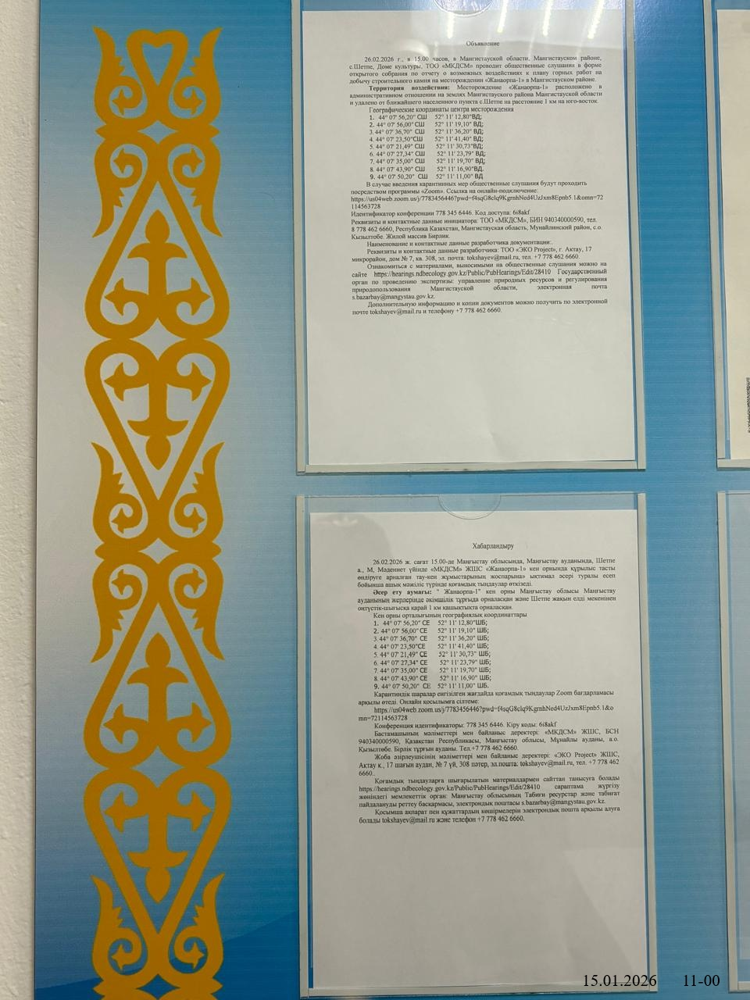 Объявление
26.02.2026 г., в 15.00 часов, в Мангистауской области, Мангистауском районе,
с.Шетпе, Доме культуры, ТОО «МКДСМ» проводит общественные слушания в форме
открытого собрания по отчету о возможных воздействиях к плану горных работ на
добычу строительного камня на месторождении «Жанаорпа-1» в Мангистауском районе.
Территория воздействия: Месторождение «Жанаорпа-1» расположено в
административном отношении на землях Мангистауского района Мангистауской области
и удалено от ближайшего населенного пункта с.Шетпе на расстояние 1 км на юго-восток.
Географические координаты центра месторождения
1. 44° 07' 56,20" СШ 52° 11' 12,80"ВД;
2. 44° 07' 56,00" СШ 52° 11' 19,10" ВД;
3. 44° 07' 36,70" СШ 52° 11' 36,20" ВД;
4. 44° 07' 23,50"СШ 52° 11' 41,40" ВД;
5. 44° 07' 21,49" СШ 52° 11' 30,73"ВД;
6. 44° 07' 27,34" СШ 52° 11' 23,79" ВД;
7. 44° 07' 35,00" СШ 52° 11' 19,70" ВД;
8. 44° 07' 43,90" СШ 52° 11' 16,90"ВД.
9. 44° 07' 50,20" СШ 52° 11' 11,00" ВД
В случае введения карантинных мер общественные слушания будут проходить
посредством программы «Zoom». Ссылка на онлайн-подключение:
https://us04web.zoom.us/j/7783456446?pwd=f4sqG8clq9KgrnhNed4UzJxm8Epnb5.1&omn=72
114563728
Идентификатор конференции 778 345 6446. Код доступа: 6i8akf
Реквизиты и контактные данные инициатора: ТОО «МКДСМ», БИН 940340000590, тел.
8 778 462 6660, Республика Казахстан, Мангистауская область, Мунайлинский район, с.о.
Кызылтобе. Жилой массив Бирлик.
Наименование и контактные данные разработчика документации:.
Реквизиты и контактные данные разработчика: ТОО «ЭКО Project», г. Актау, 17
микрорайон, дом № 7, кв. 308, эл. почта: tokshayev@mail.ru, тел. +7 778 462 6660.
Ознакомиться с материалами, выносимыми на общественные слушания можно на
сайте https://hearings.ndbecology.gov.kz/Public/PubHearings/Edit/28410 Государственный
орган по проведению экспертизы: управление природных ресурсов и регулирования
природопользования Мангистауской области, электронная почта
s.bazarbay@mangystau.gov.kz.
Дополнительную информацию и копии документов можно получить по электронной
почте tokshayev@mail.ru и телефону +7 778 462 6660.
Хабарландыру
26.02.2026 ж. сағат 15.00-де Маңғыстау облысында, Маңғыстау ауданында, Шетпе
а., М, Мәдениет үйінде «МКДСМ» ЖШС «Жанаорпа-1» кен орнында құрылыс тасты
өндіруге арналған тау-кен жұмыстарының жоспарына» ықтимал әсері туралы есеп
бойынша ашық мәжіліс түрінде қоғамдық тыңдаулар өткізеді.
Әсер ету аумағы: " Жанаорпа-1" кен орны Маңғыстау облысы Маңғыстау
ауданының жерлерінде әкімшілік тұрғыда орналасқан және Шетпе жақын елді мекенінен
оңтүстік-шығысқа қарай 1 км қашықтықта орналасқан.
Кен орны орталығының географиялық координаттары
1. 44° 07' 56,20" СЕ 52° 11' 12,80"ШБ;
2. 44° 07' 56,00" СЕ 52° 11' 19,10" ШБ;
3. 44° 07' 36,70" СЕ 52° 11' 36,20" ШБ;
4. 44° 07' 23,50"СЕ 52° 11' 41,40" ШБ;
5. 44° 07' 21,49" СЕ 52° 11' 30,73" ШБ;
6. 44° 07' 27,34" СЕ 52° 11' 23,79" ШБ;
7. 44° 07' 35,00" СЕ 52° 11' 19,70" ШБ;
8. 44° 07' 43,90" СЕ 52° 11' 16,90" ШБ;
9. 44° 07' 50,20" СЕ 52° 11' 11,00" ШБ.
Карантиндік шаралар енгізілген жағдайда қоғамдық тыңдаулар Zoom бағдарламасы
арқылы өтеді. Онлайн қосылымға сілтеме:
https://us04web.zoom.us/j/7783456446?pwd=f4sqG8clq9KgrnhNed4UzJxm8Epnb5.1&o
mn=72114563728
Конференция идентификаторы: 778 345 6446. Кіру коды: 6i8akf
Бастамашының мәліметтері мен байланыс деректері: «МКДСМ» ЖШС, БСН
940340000590, Қазақстан Республикасы, Маңғыстау облысы, Мұнайлы ауданы, а.о.
Қызылтөбе. Бірлік тұрғын ауданы. Тел.+7 778 462 6660.
Жоба әзірлеушісінің мәліметтері мен байланыс деректері: «ЭКО Project» ЖШС,
Ақтау к., 17 шағын аудан, № 7 үй, 308 пәтер, эл.пошта: tokshayev@mail.ru, тел. +7 778 462
6660..
Қоғамдық тыңдауларға шығарылатын материалдармен сайттан танысуға болады
https://hearings.ndbecology.gov.kz/Public/PubHearings/Edit/28410 сараптама жүргізу
жөніндегі мемлекеттік орган: Маңғыстау облысының Табиғи ресурстар және табиғат
пайдалануды реттеу басқармасы, электрондық поштасы s.bazarbay@mangystau.gov.kz.
Қосымша ақпарат пен құжаттардың көшірмелерін электрондық пошта арқылы алуға
болады tokshayev@mail.ru және телефон +7 778 462 6660.
15.01.2026 11-00